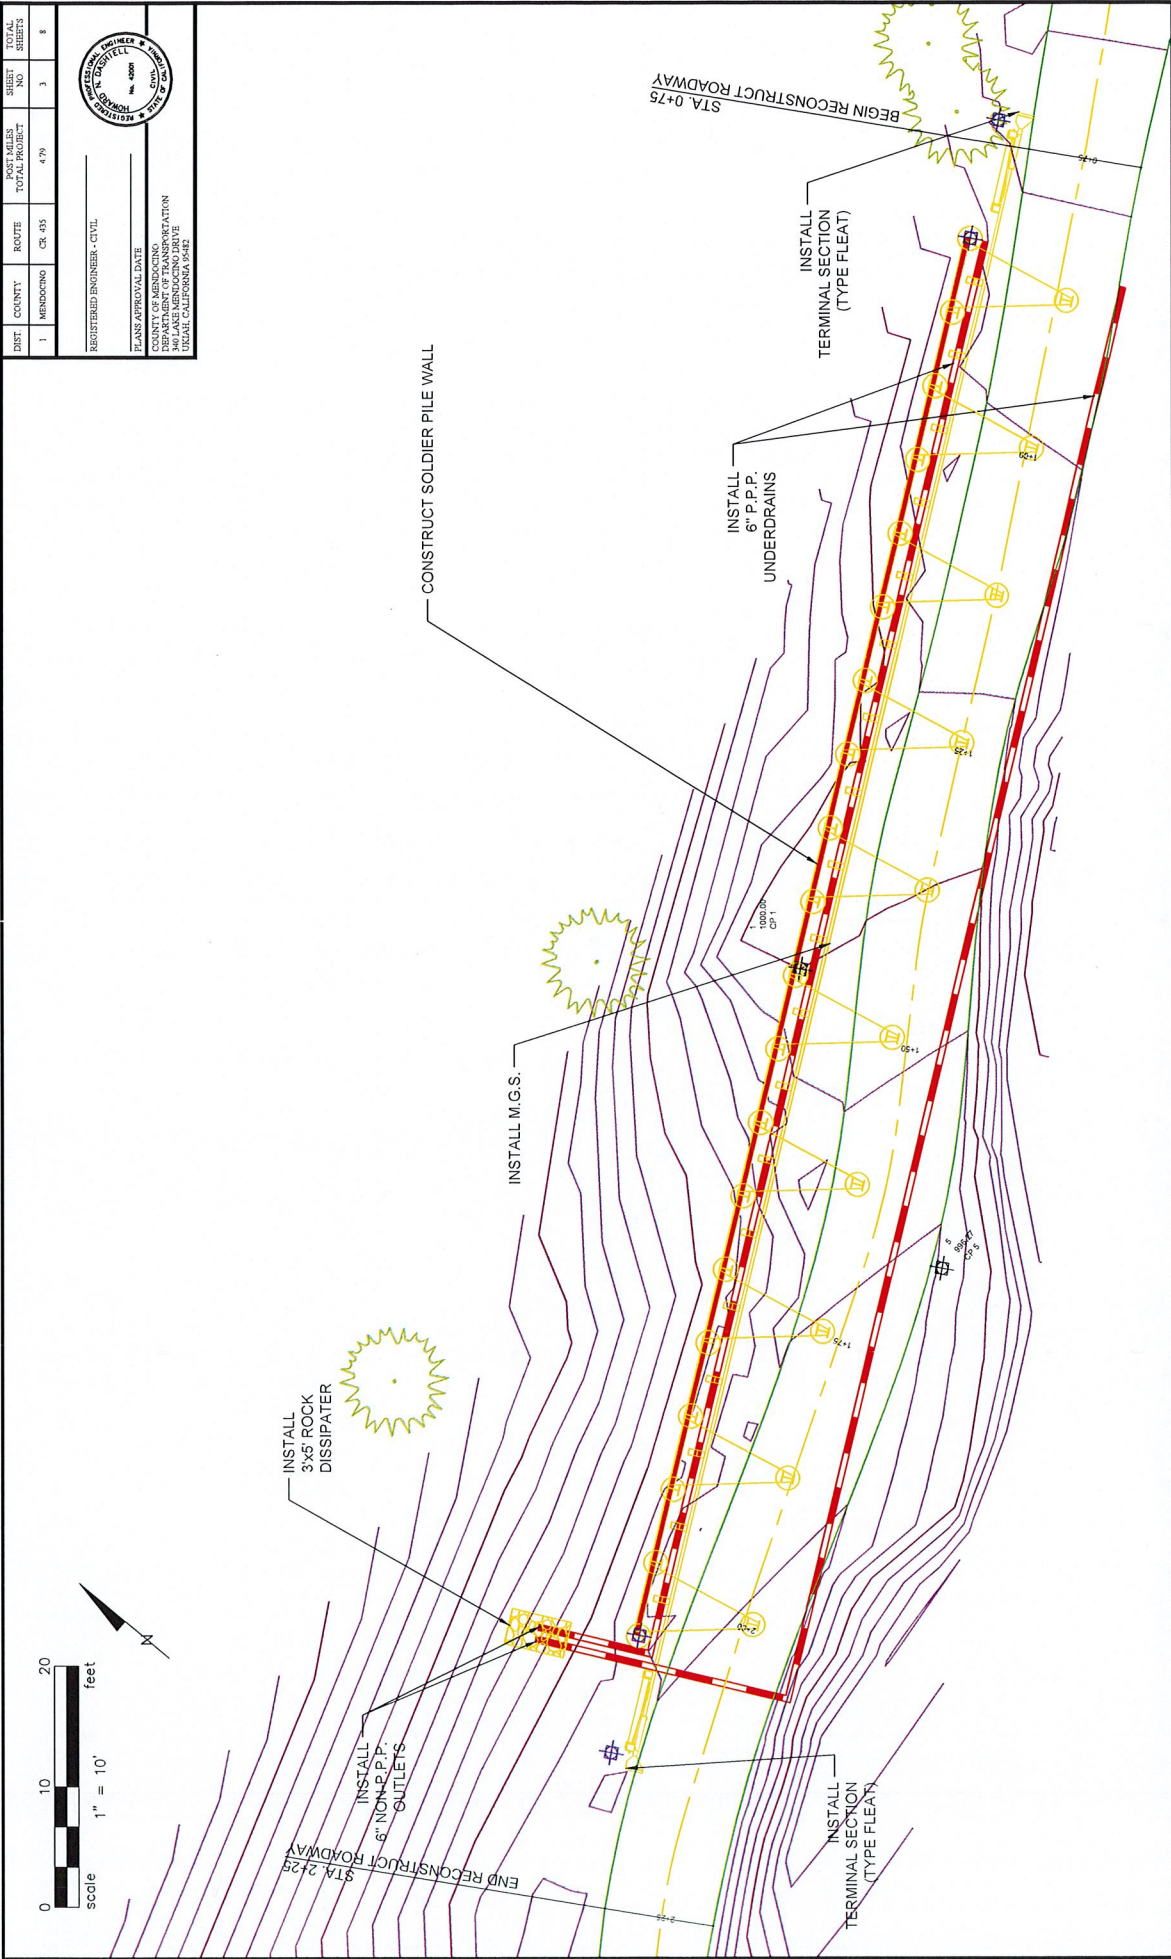 DIST.
COUNTY
ROUTE
POST MILES
TOTAL PROJECT
SHEET
NO
TOTAL
SHEETS
1
MENDOCINO
CR 435
4.79
3
8
REGISTERED ENGINEER - CIVIL
PLANS APPROVAL DATE
COUNTY OF MENDOCINO
DEPARTMENT OF TRANSPORTATION
340 LAKE MENDOCINO DRIVE
UKIAH, CALIFORNIA 95482
REGISTERED PROFESSIONAL ENGINEER
HOWARD N. DASHIELL
No. 42001
CIVIL
STATE OF CALIFORNIA
0
10
20
scale
1" = 10'
feet
N
INSTALL
3'x5' ROCK
DISSIPATER
INSTALL M.G.S.
CONSTRUCT SOLDIER PILE WALL
STA. 0+75
BEGIN RECONSTRUCT ROADWAY
INSTALL
TERMINAL SECTION
(TYPE FLEAT)
INSTALL
6" P.P.P.
UNDERDRAINS
INSTALL
6" NON-P.P.P.
OUTLETS
STA. 2+25
END RECONSTRUCT ROADWAY
INSTALL
TERMINAL SECTION
(TYPE FLEAT)
1
1000.00
CP 1
5
CP 5
2+25
2+00
1+75
1+50
1+25
0+75